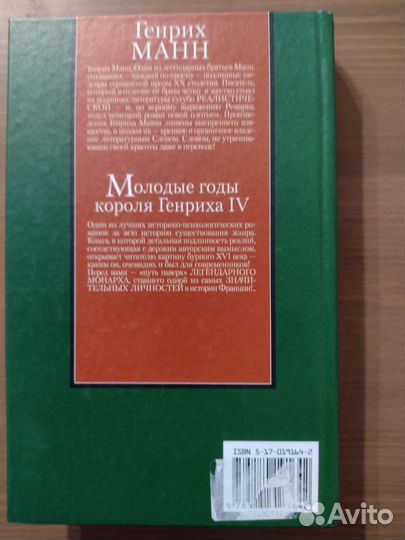 Генрих
МАНН
Генрих Манн. Один из легендарных братьев Манн,
создавших — каждый по-своему — подлинные ше-
девры германской прозы XX столетия. Писатель,
который в отличие от брата четко и жестко стоял
на позициях литературы сугубо РЕАЛИСТИЧЕ-
СКОЙ — и, по верному выражению Ремарка,
«одел немецкий роман новой плотью». Произве-
дения Генриха Манна лишены внешнего изя-
щества, в основе их — крепкое и органичное владе-
ние литературным Словом. Словом, не утрачива-
ющим своей красоты даже в переводе!
Молодые годы
короля Генриха IV
Один из лучших историко-психологических ро-
манов за всю историю существования жанра.
Книга, в которой детальная подлинность реалий,
соседствующая с дерзким авторским вымыслом,
открывает читателю картину бурного XVI века —
каким он, очевидно, и был для современников!
Перед вами — «путь наверх» ЛЕГЕНДАРНОГО
МОНАРХА, ставшего одной из самых ЗНАЧИ-
ТЕЛЬНЫХ ЛИЧНОСТЕЙ в истории Франции!..
ISBN 5-17-019164-2
9 78
Avito